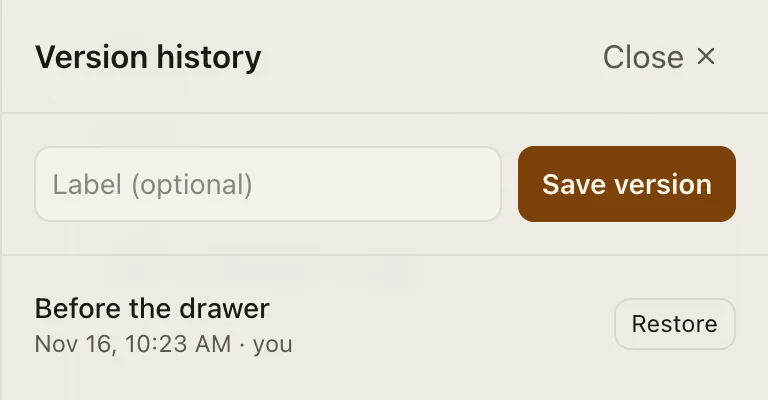 Version history
Close ×
Label (optional)
Save version
Before the drawer
Restore
Nov 16, 10:23 AM · you